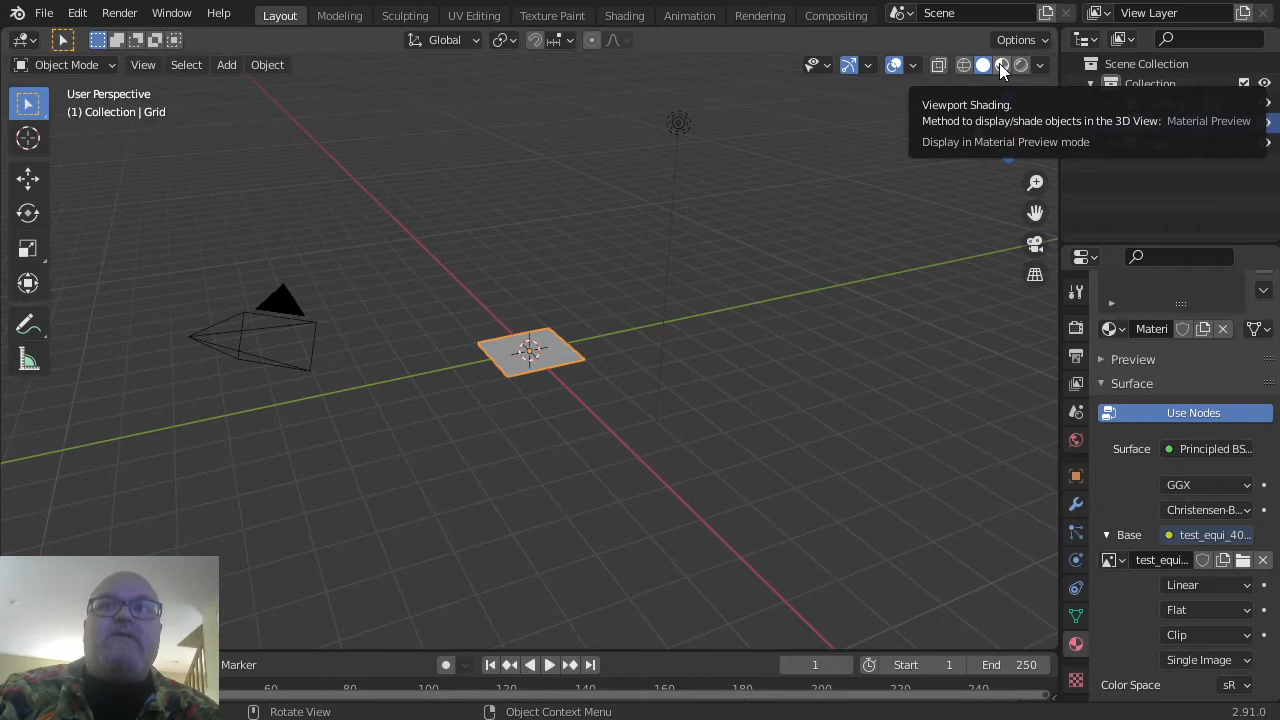 File Edit Render Window Help Layout Modeling Sculpting UV Editing Texture Paint Shading Animation Rendering Compositing Scene View Layer
Global Options
Object Mode View Select Add Object
Scene Collection
Collection
User Perspective
(1) Collection | Grid
Viewport Shading.
Method to display/shade objects in the 3D View: Material Preview
Display in Material Preview mode
Materi
Preview
Surface
Use Nodes
Surface Principled BS...
GGX
Christensen-B...
Base test_equi_40...
test_equi...
Linear
Flat
Clip
Single Image
Color Space sR
Marker 1 Start 1 End 250
60 80 100 120 140 160 180 200 220 240
Rotate View Object Context Menu 2.91.0